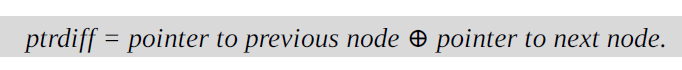 ptrdiff = pointer to previous node ⊕ pointer to next node.